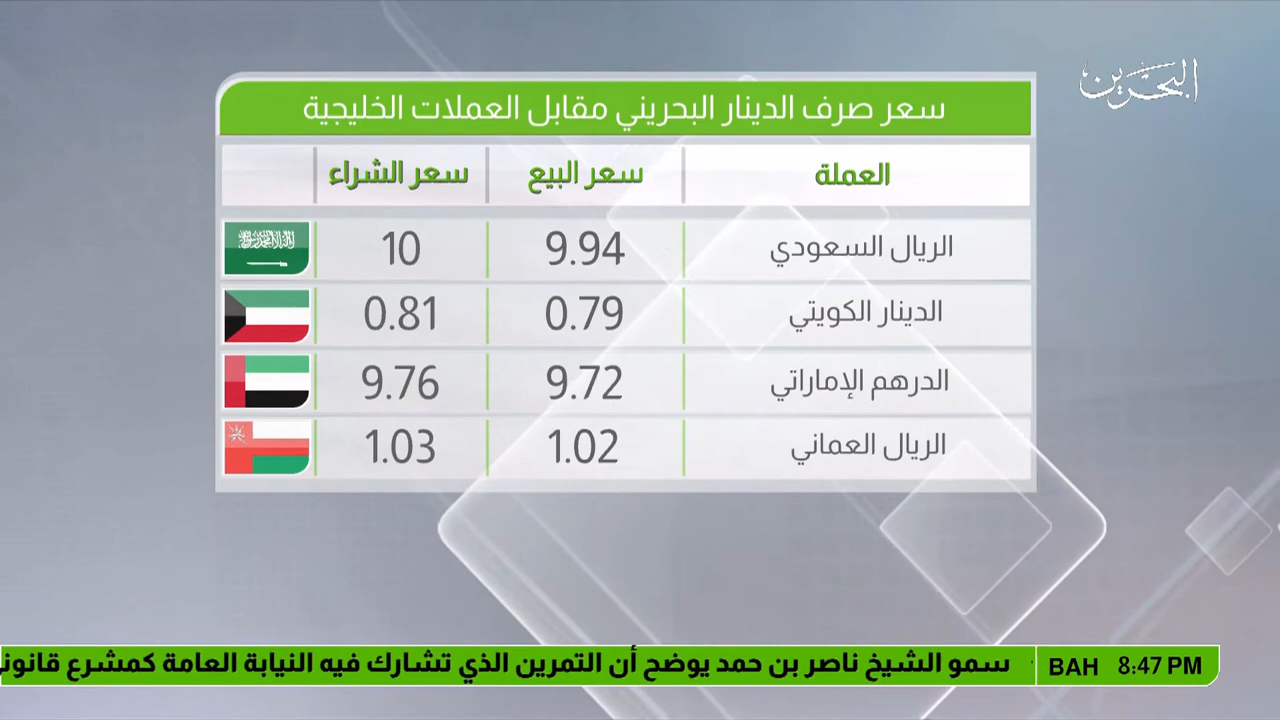 البحرين
سعر صرف الدينار البحريني مقابل العملات الخليجية
العملة سعر البيع سعر الشراء
الريال السعودي 9.94 10
الدينار الكويتي 0.79 0.81
الدرهم الإماراتي 9.72 9.76
الريال العماني 1.02 1.03
BAH 8:47 PM
سمو الشيخ ناصر بن حمد يوضح أن التمرين الذي تشارك فيه النيابة العامة كمشرع قانوني